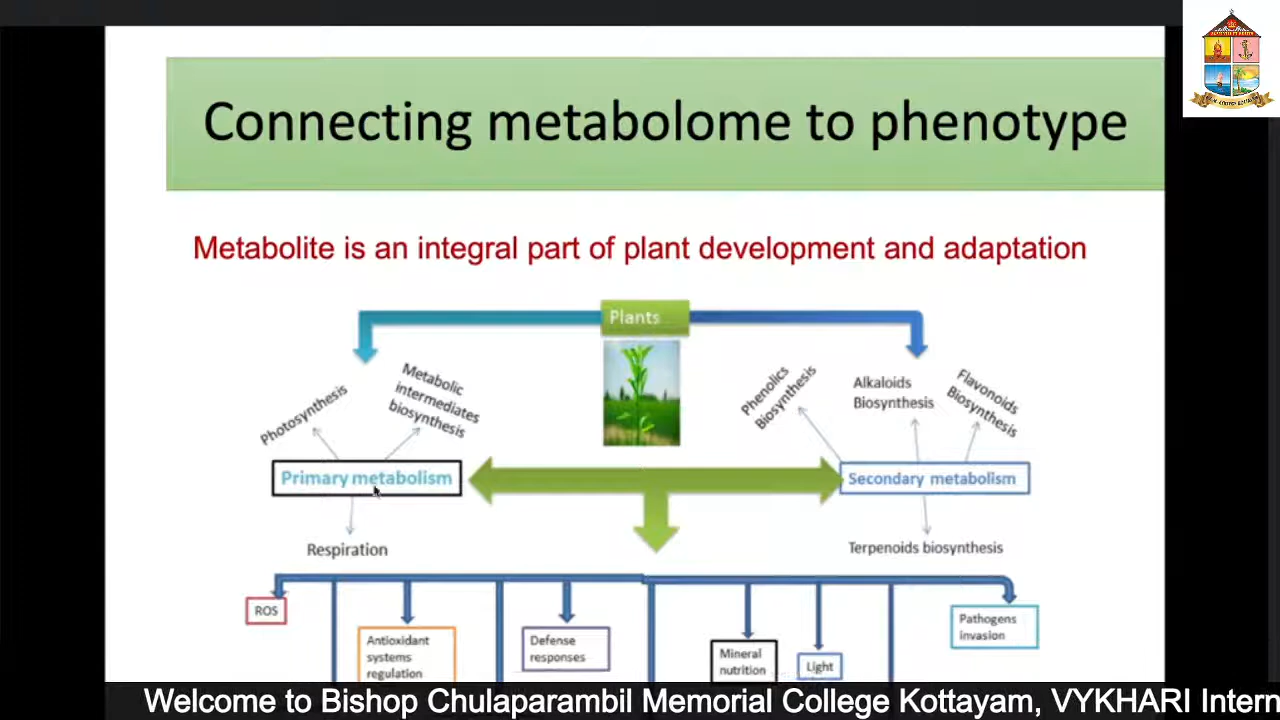 Connecting metabolome to phenotype
Metabolite is an integral part of plant development and adaptation
Plants
Photosynthesis
Metabolic
intermediates
biosynthesis
Phenolics
Biosynthesis
Alkaloids
Biosynthesis
Flavonoids
Biosynthesis
Primary metabolism
Secondary metabolism
Respiration
Terpenoids biosynthesis
ROS
Antioxidant
systems
regulation
Defense
responses
Mineral
nutrition
Light
Pathogens
invasion
Welcome to Bishop Chulaparambil Memorial College Kottayam, VYKHARI Intern